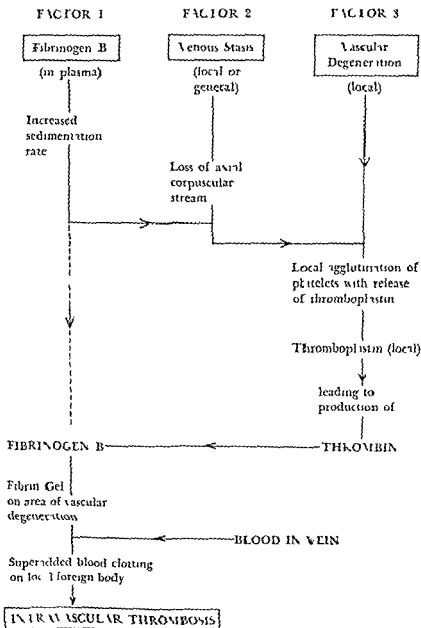 FACTOR 1
FACTOR 2
FACTOR 3
Fibrinogen B
Venous Stasis
Vascular
Degeneration
(in plasma)
(local or
general)
(local)
Increased
sedimentation
rate
Loss of axial
corpuscular
stream
Local agglutination of
platelets with release
of thromboplastin
Thromboplastin (local)
leading to
production of
FIBRINOGEN B
THROMBIN
Fibrin Gel
on area of vascular
degeneration
BLOOD IN VEIN
Superadded blood clotting
on local foreign body
INTRAVASCULAR THROMBOSIS